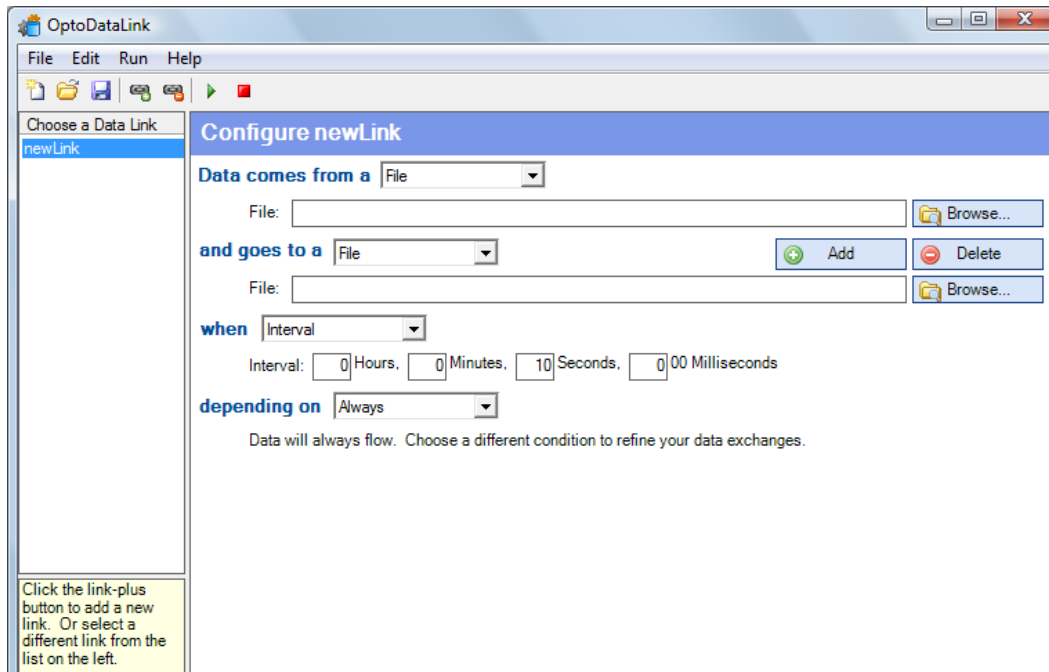 OptoDataLink
File Edit Run Help
Choose a Data Link
newLink
Configure newLink
Data comes from a File
File: Browse...
and goes to a File Add Delete
File: Browse...
when Interval
Interval: 0 Hours, 0 Minutes, 10 Seconds, 0 00 Milliseconds
depending on Always
Data will always flow. Choose a different condition to refine your data exchanges.
Click the link-plus
button to add a new
link. Or select a
different link from the
list on the left.